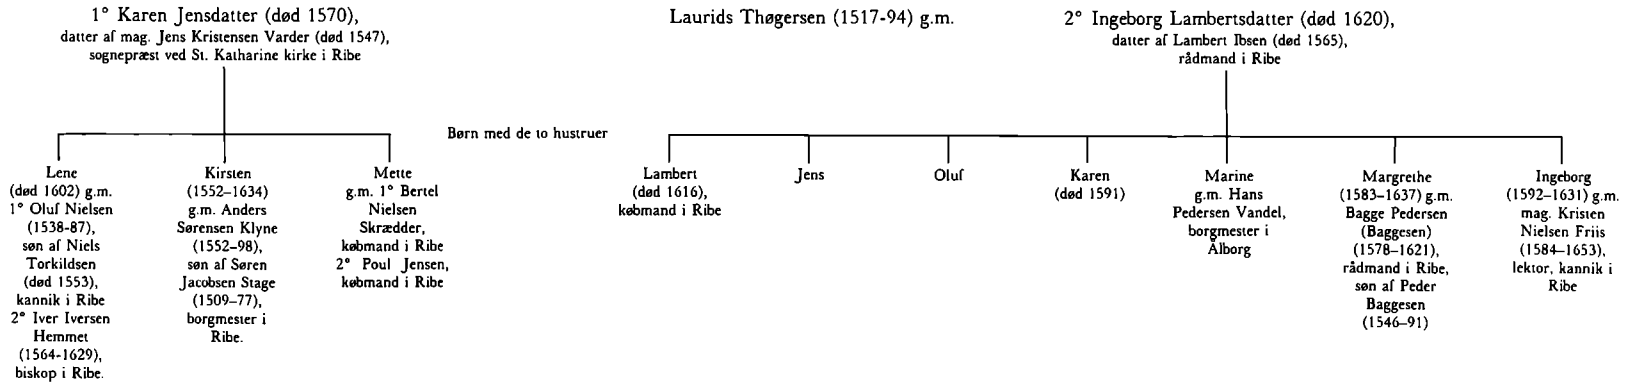 1° Karen Jensdatter (død 1570),
datter af mag. Jens Kristensen Varder (død 1547),
sognepræst ved St. Katharine kirke i Ribe
Laurids Thøgersen (1517-94) g.m.
2° Ingeborg Lambertsdatter (død 1620),
datter af Lambert Ibsen (død 1565),
rådmand i Ribe
Børn med de to hustruer
Lene
(død 1602) g.m.
1° Oluf Nielsen
(1538-87),
søn af Niels
Torkildsen
(død 1553),
kannik i Ribe
2° Iver Iversen
Hemmet
(1564-1629),
biskop i Ribe.
Kirsten
(1552–1634)
g.m. Anders
Sørensen Klyne
(1552–98),
søn af Søren
Jacobsen Stage
(1509–77),
borgmester i
Ribe.
Mette
g.m. 1° Bertel
Nielsen
Skrædder,
købmand i Ribe
2° Poul Jensen,
købmand i Ribe
Lambert
(død 1616),
købmand i Ribe
Jens
Oluf
Karen
(død 1591)
Marine
g.m. Hans
Pedersen Vandel,
borgmester i
Ålborg
Margrethe
(1583-1637) g.m.
Bagge Pedersen
(Baggesen)
(1578–1621),
rådmand i Ribe,
søn af Peder
Baggesen
(1546–91)
Ingeborg
(1592–1631) g.m.
mag. Kristen
Nielsen Friis
(1584–1653),
lektor, kannik i
Ribe